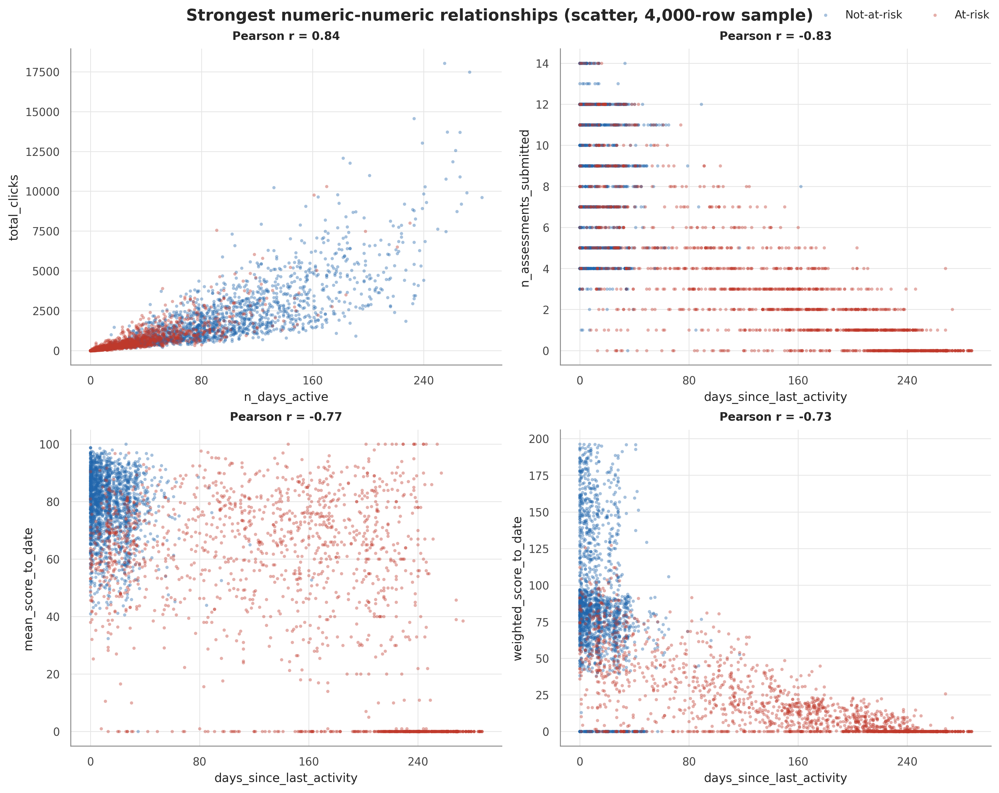 Strongest numeric-numeric relationships (scatter, 4,000-row sample)
Not-at-risk
At-risk
Pearson r = 0.84
total_clicks
17500
15000
12500
10000
7500
5000
2500
0
0 80 160 240
n_days_active
Pearson r = -0.83
n_assessments_submitted
14
12
10
8
6
4
2
0
0 80 160 240
days_since_last_activity
Pearson r = -0.77
mean_score_to_date
100
80
60
40
20
0
0 80 160 240
days_since_last_activity
Pearson r = -0.73
weighted_score_to_date
200
175
150
125
100
75
50
25
0
0 80 160 240
days_since_last_activity